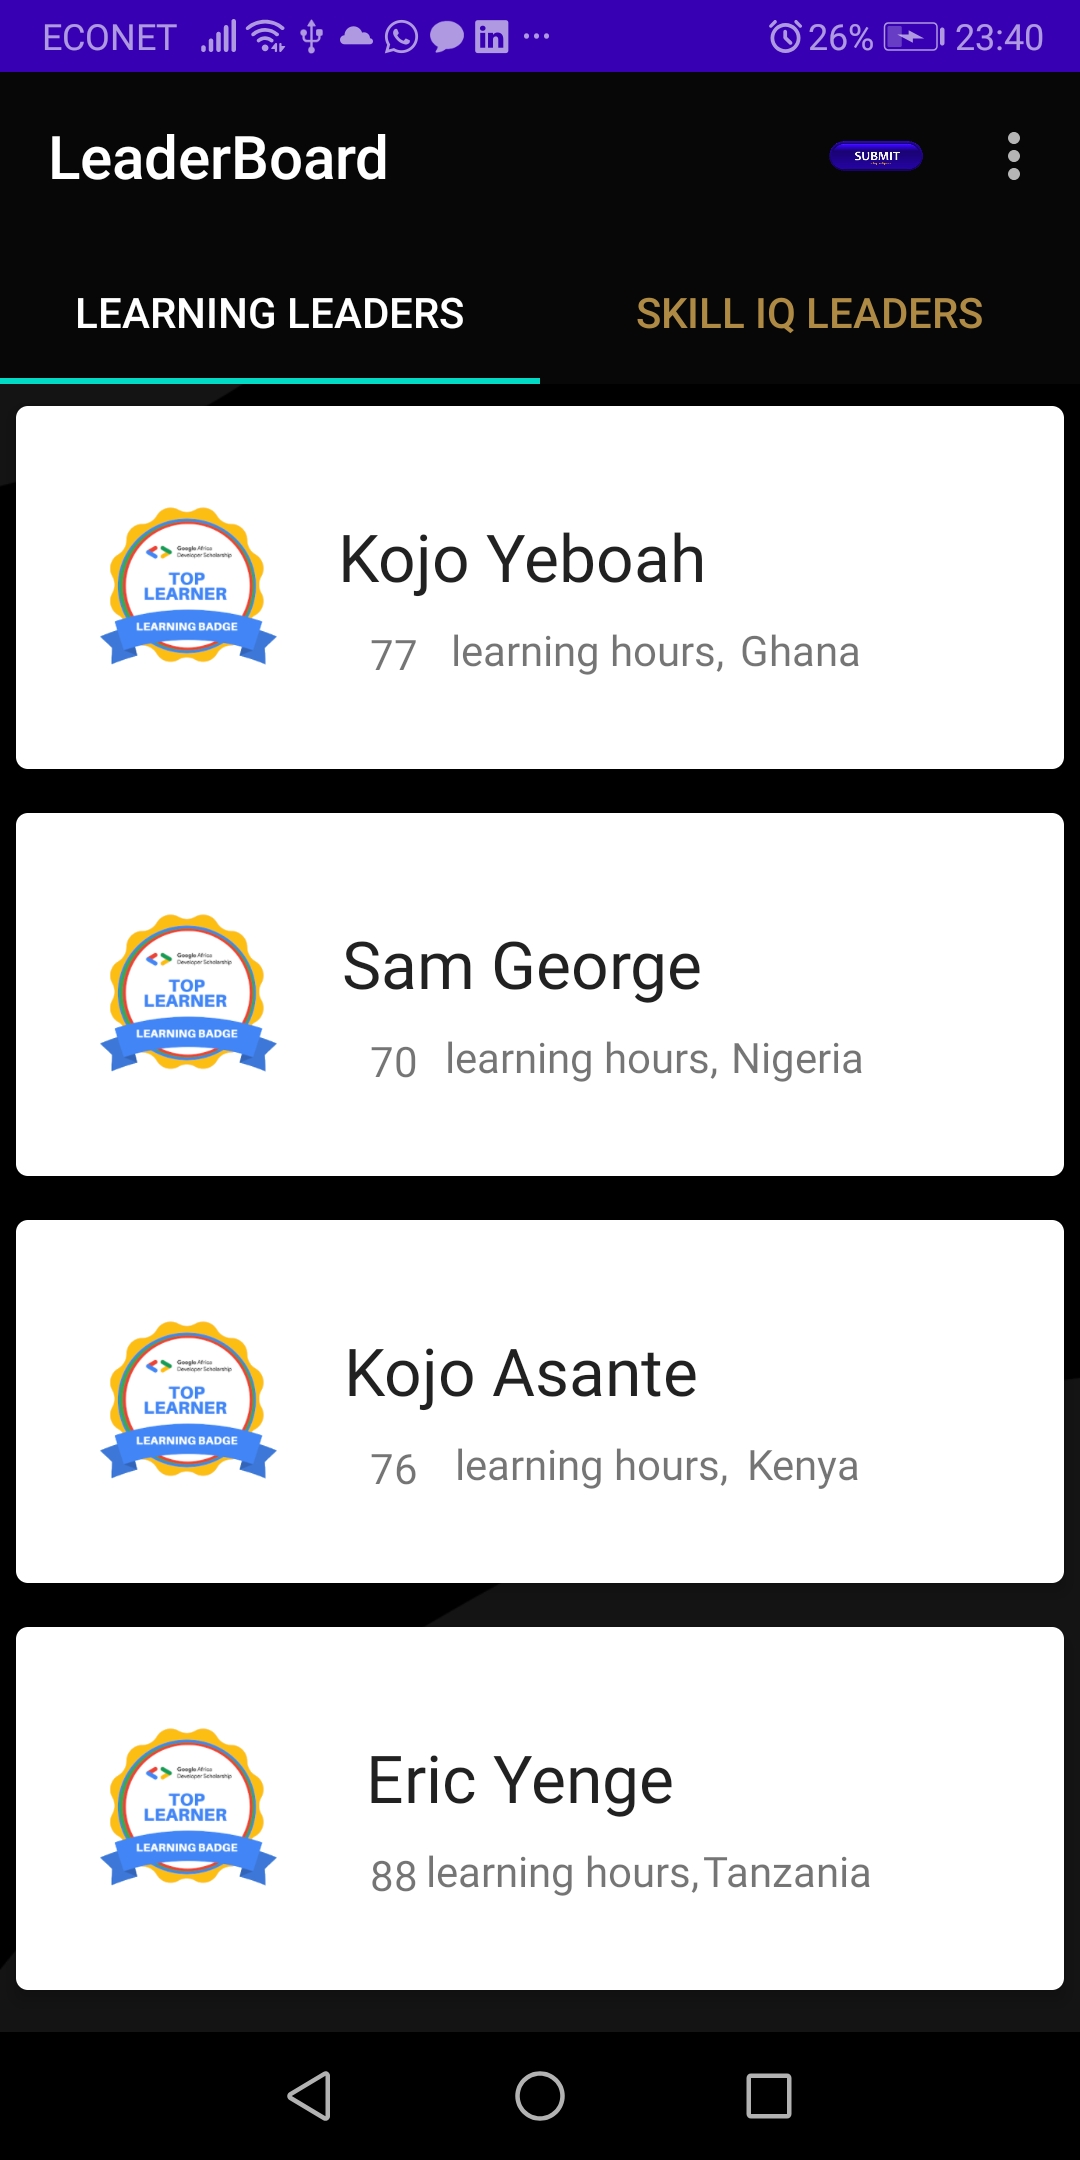 ECONET 26% 23:40
LeaderBoard SUBMIT
LEARNING LEADERS SKILL IQ LEADERS
Google Africa
Developer Scholarship
TOP
LEARNER
LEARNING BADGE
Kojo Yeboah
77 learning hours, Ghana
Google Africa
Developer Scholarship
TOP
LEARNER
LEARNING BADGE
Sam George
70 learning hours, Nigeria
Google Africa
Developer Scholarship
TOP
LEARNER
LEARNING BADGE
Kojo Asante
76 learning hours, Kenya
Google Africa
Developer Scholarship
TOP
LEARNER
LEARNING BADGE
Eric Yenge
88 learning hours, Tanzania